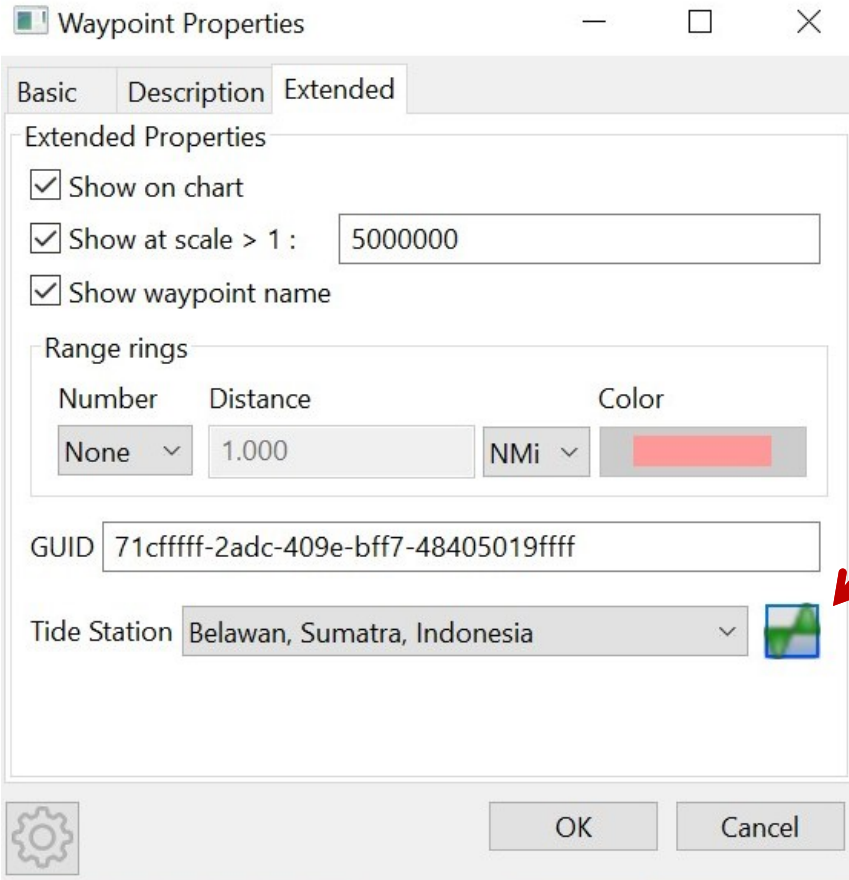 Waypoint Properties
Basic Description Extended
Extended Properties
Show on chart
Show at scale > 1 : 5000000
Show waypoint name
Range rings
Number Distance Color
None 1.000 NMi
GUID 71cfffff-2adc-409e-bff7-48405019ffff
Tide Station Belawan, Sumatra, Indonesia
OK Cancel